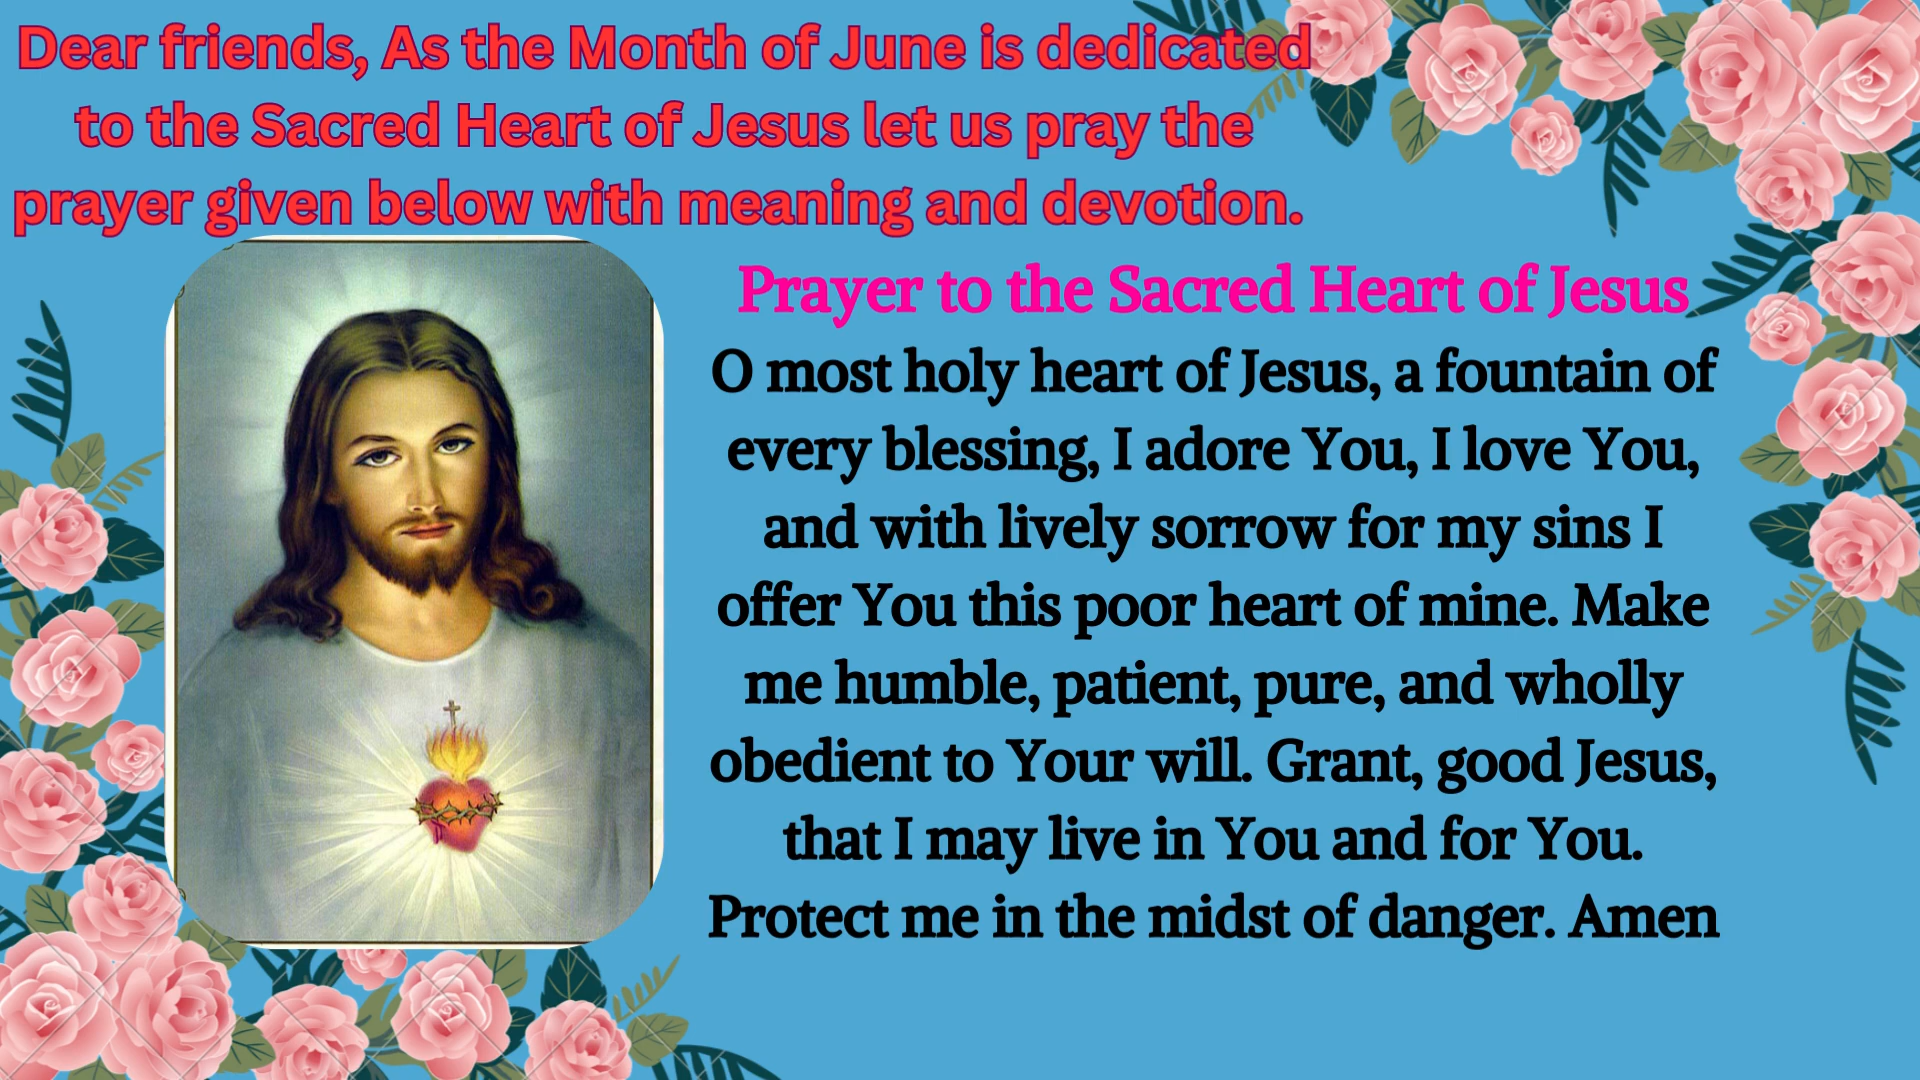 Dear friends, As the Month of June is dedicated
to the Sacred Heart of Jesus let us pray the
prayer given below with meaning and devotion.
Prayer to the Sacred Heart of Jesus
O most holy heart of Jesus, a fountain of
every blessing, I adore You, I love You,
and with lively sorrow for my sins I
offer You this poor heart of mine. Make
me humble, patient, pure, and wholly
obedient to Your will. Grant, good Jesus,
that I may live in You and for You.
Protect me in the midst of danger. Amen